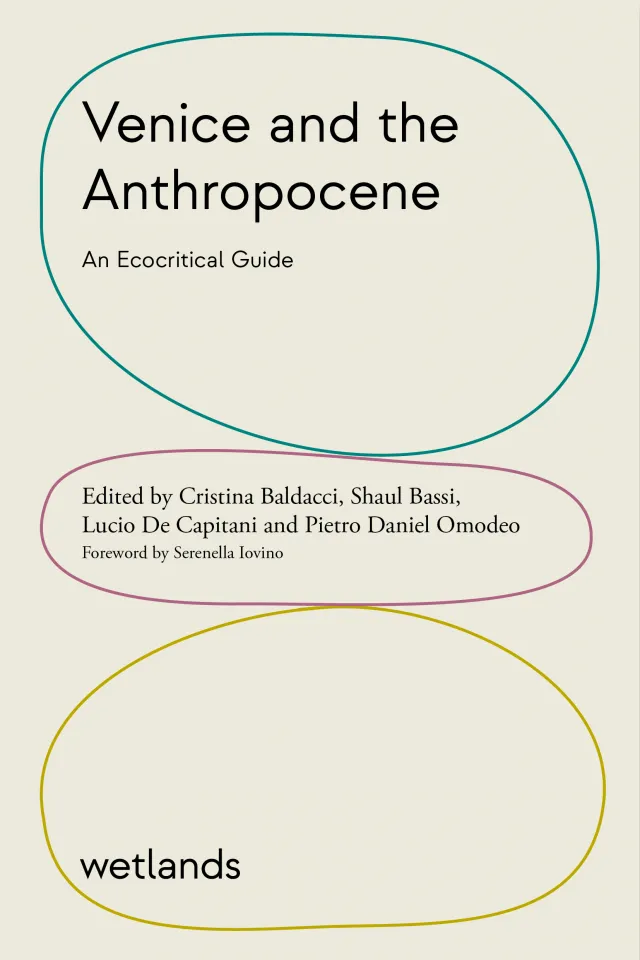 Venice and the
Anthropocene
An Ecocritical Guide
Edited by Cristina Baldacci, Shaul Bassi,
Lucio De Capitani and Pietro Daniel Omodeo
Foreword by Serenella Iovino
wetlands